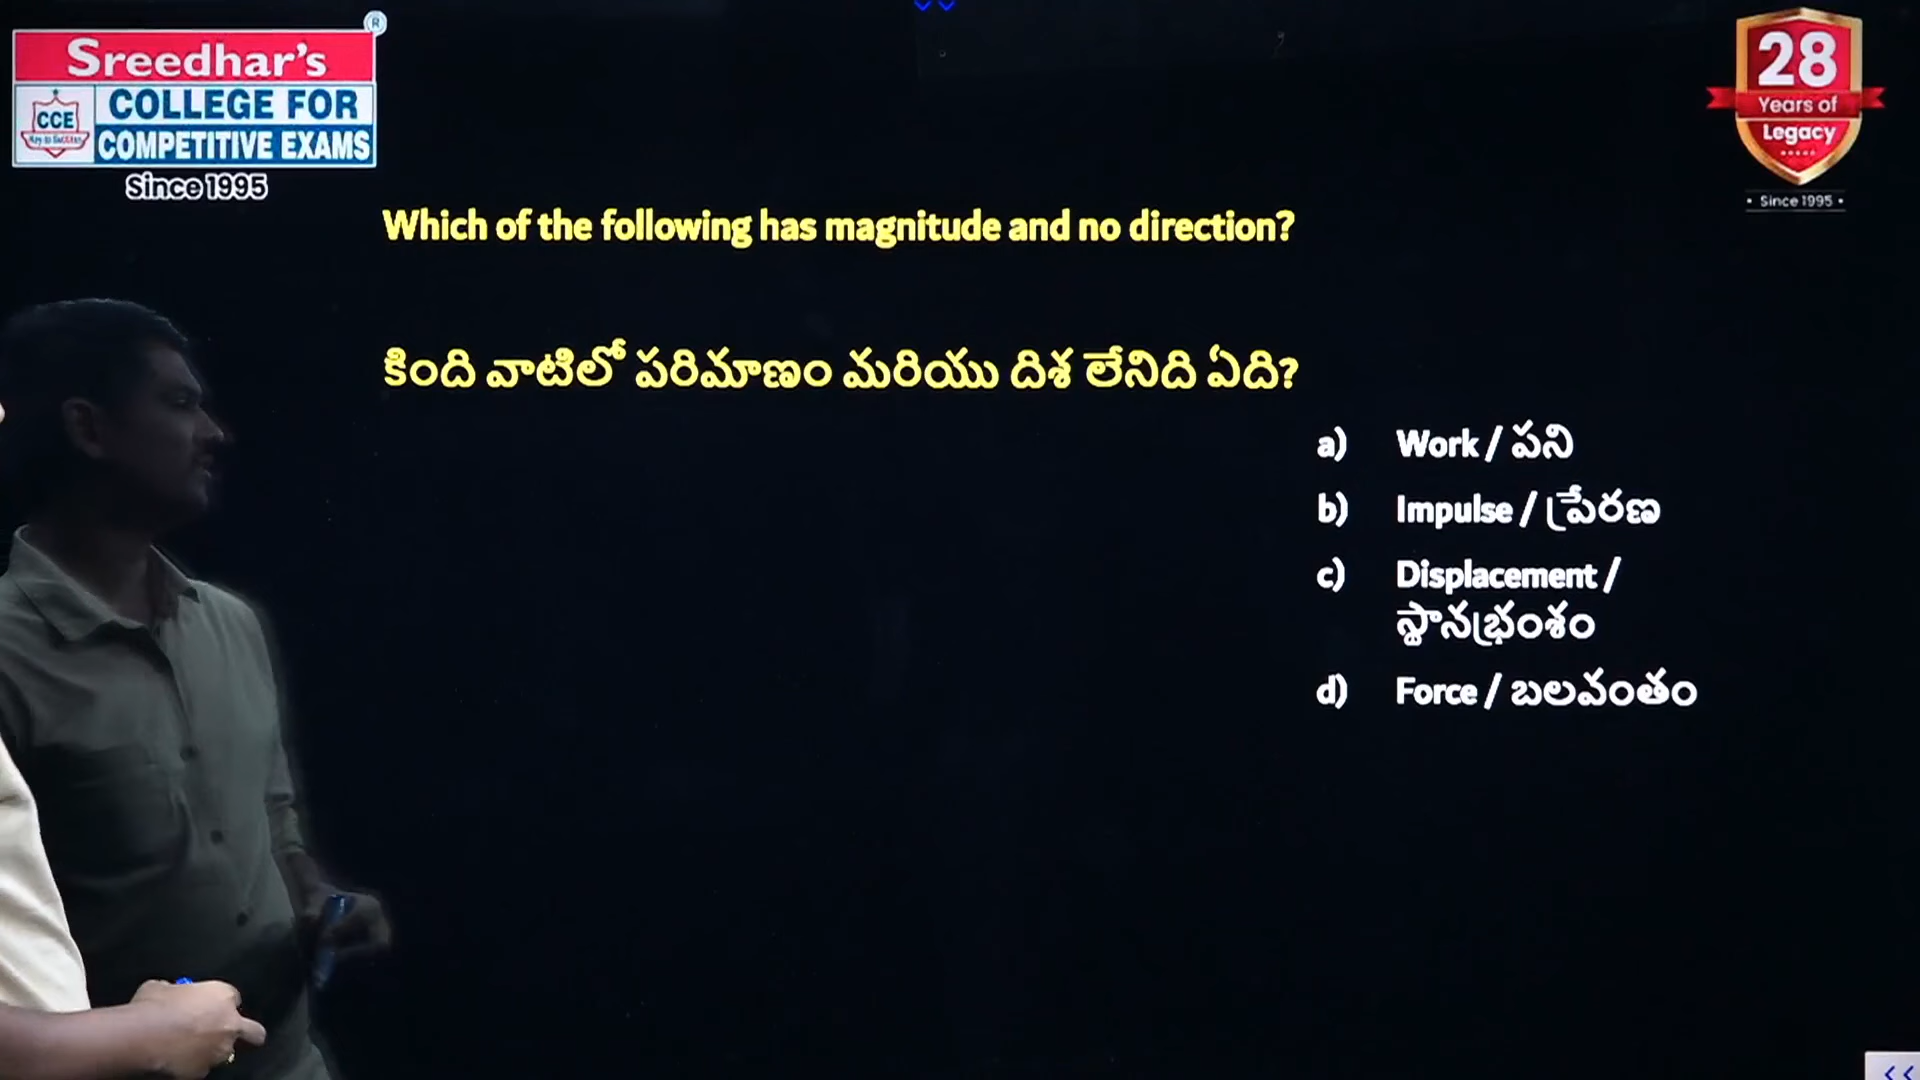 Sreedhar's
®
CCE
COLLEGE FOR
COMPETITIVE EXAMS
Since 1995
28
Years of
Legacy
• Since 1995 •
Which of the following has magnitude and no direction?
కింది వాటిలో పరిమాణం మరియు దిశ లేనిది ఏది?
a) Work / పని
b) Impulse / ప్రేరణ
c) Displacement /
స్థానభ్రంశం
d) Force / బలవంతం